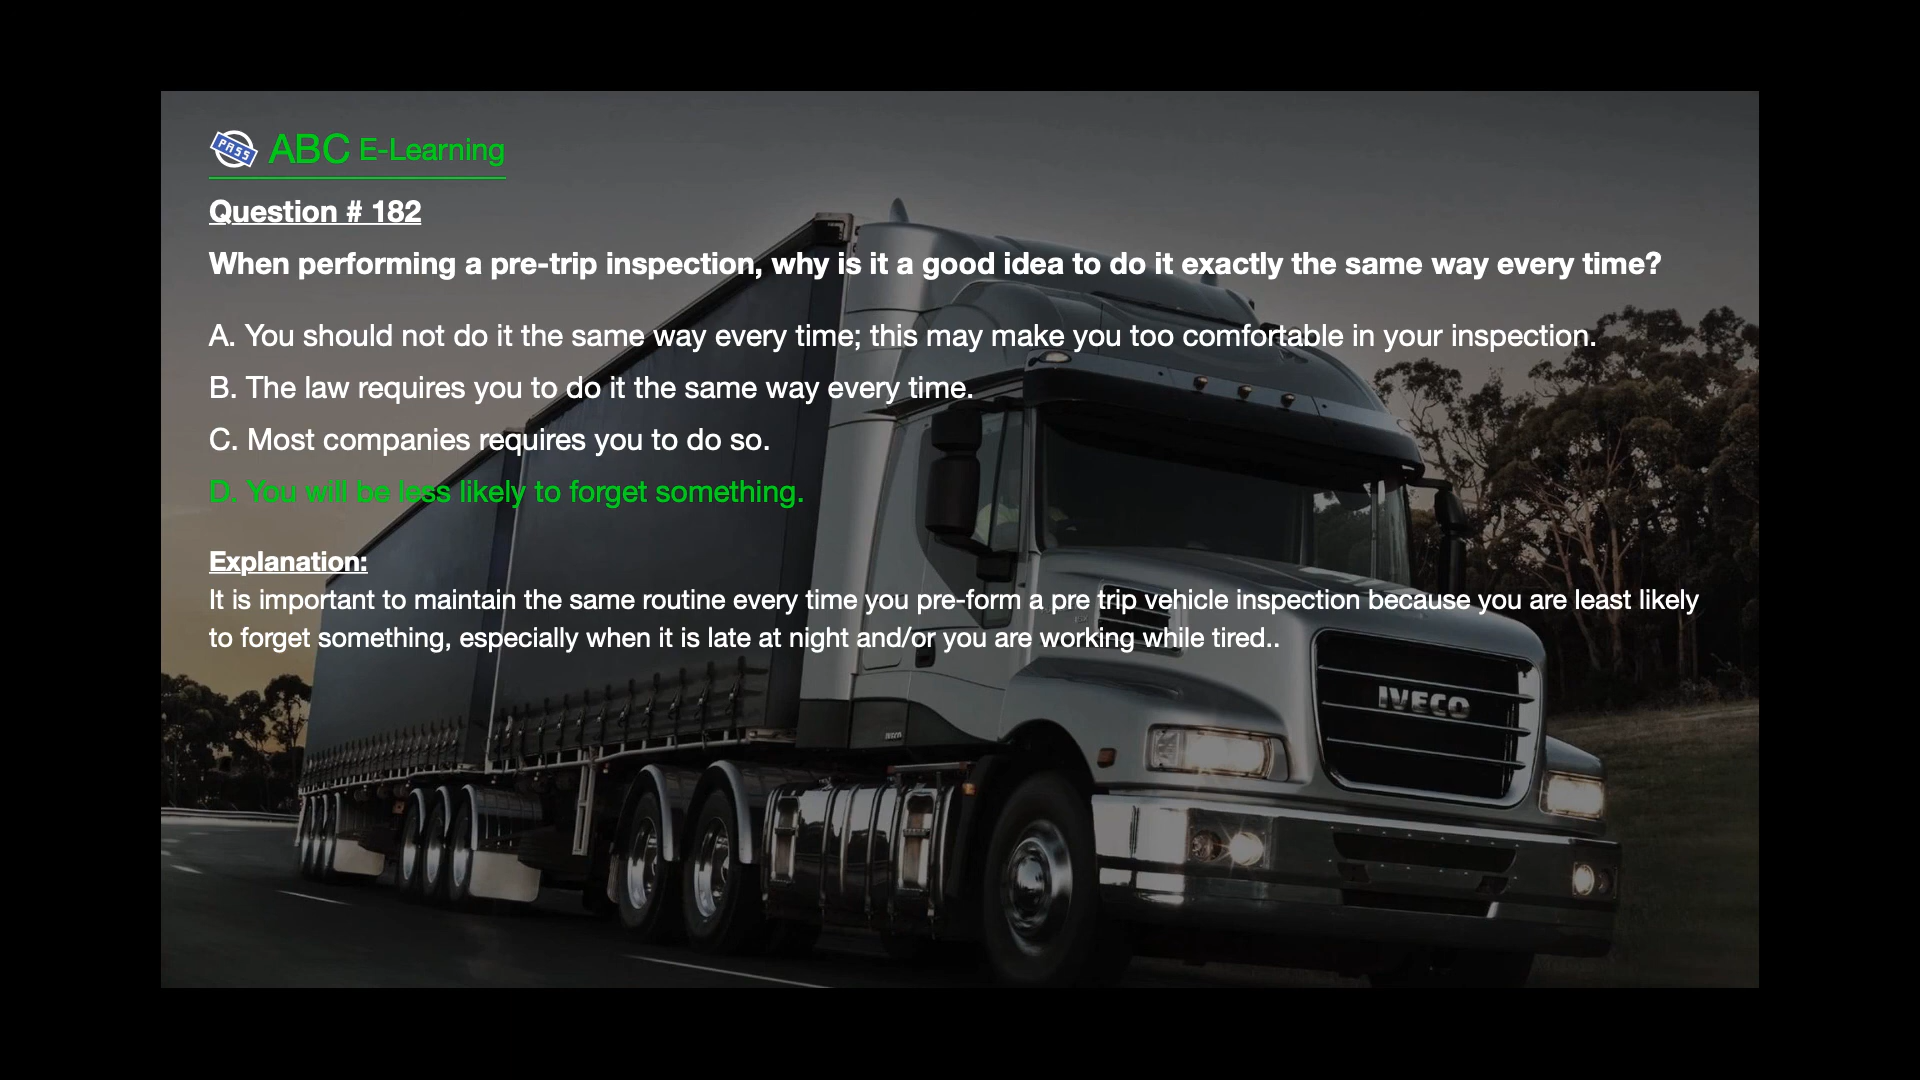 PASS ABC E-Learning
Question # 182
When performing a pre-trip inspection, why is it a good idea to do it exactly the same way every time?
A. You should not do it the same way every time; this may make you too comfortable in your inspection.
B. The law requires you to do it the same way every time.
C. Most companies requires you to do so.
D. You will be less likely to forget something.
Explanation:
It is important to maintain the same routine every time you pre-form a pre trip vehicle inspection because you are least likely
to forget something, especially when it is late at night and/or you are working while tired..
IVECO